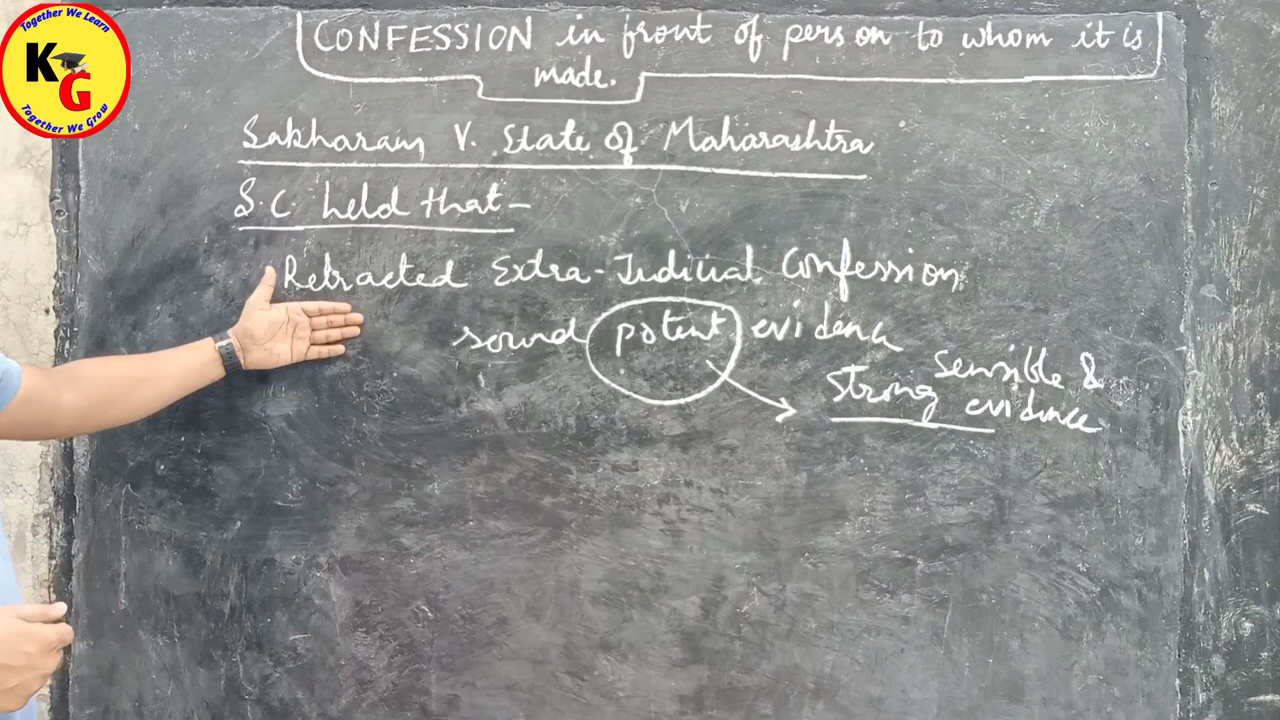 Together We Learn
KG
Together We Grow
CONFESSION in front of person to whom it is
made.
Sakharam V. State of Maharashtra
S.C. held that -
Retracted Extra-Judicial Confession
sound potent evidence
sensible &
strong evidence